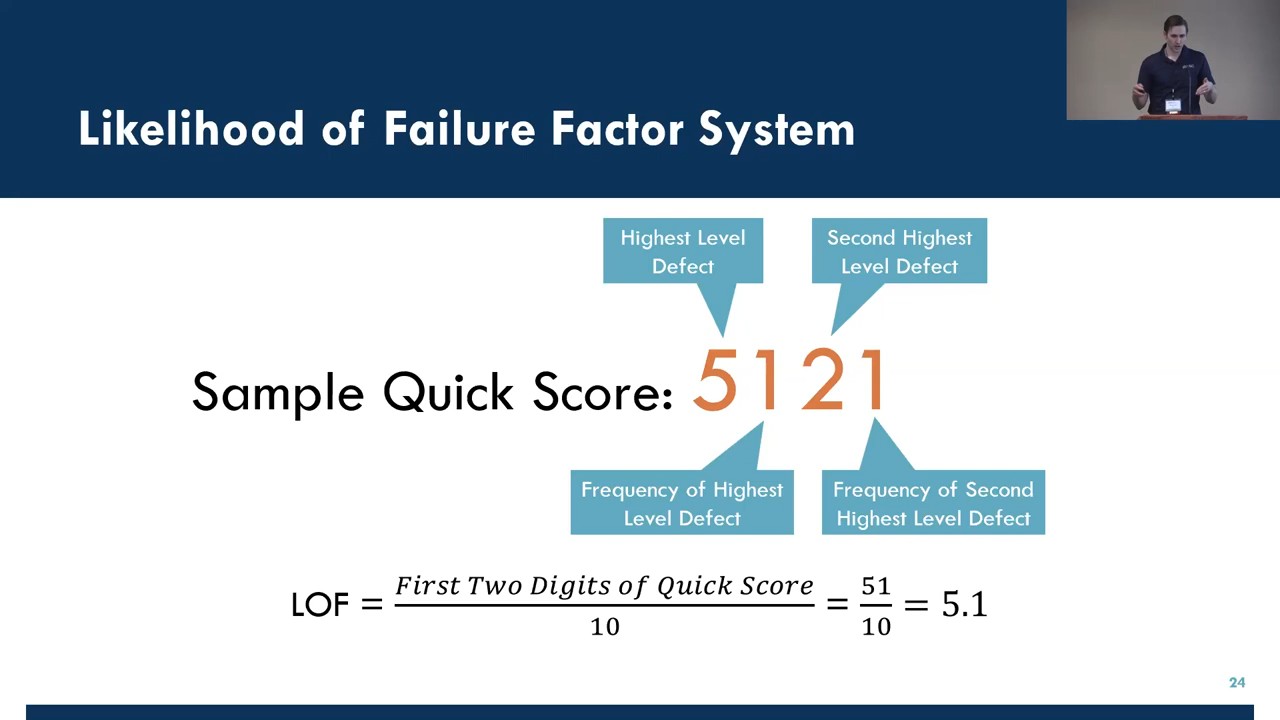 Likelihood of Failure Factor System
Highest Level
Defect
Second Highest
Level Defect
Sample Quick Score: 5121
Frequency of Highest
Level Defect
Frequency of Second
Highest Level Defect
LOF = First Two Digits of Quick Score / 10 = 51 / 10 = 5.1
24